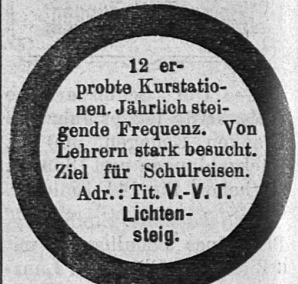 12 er-
probte Kurstatio-
nen. Jährlich stei-
gende Frequenz. Von
Lehrern stark besucht.
Ziel für Schulreisen.
Adr.: Tit. V.-V. T.
Lichten-
steig.